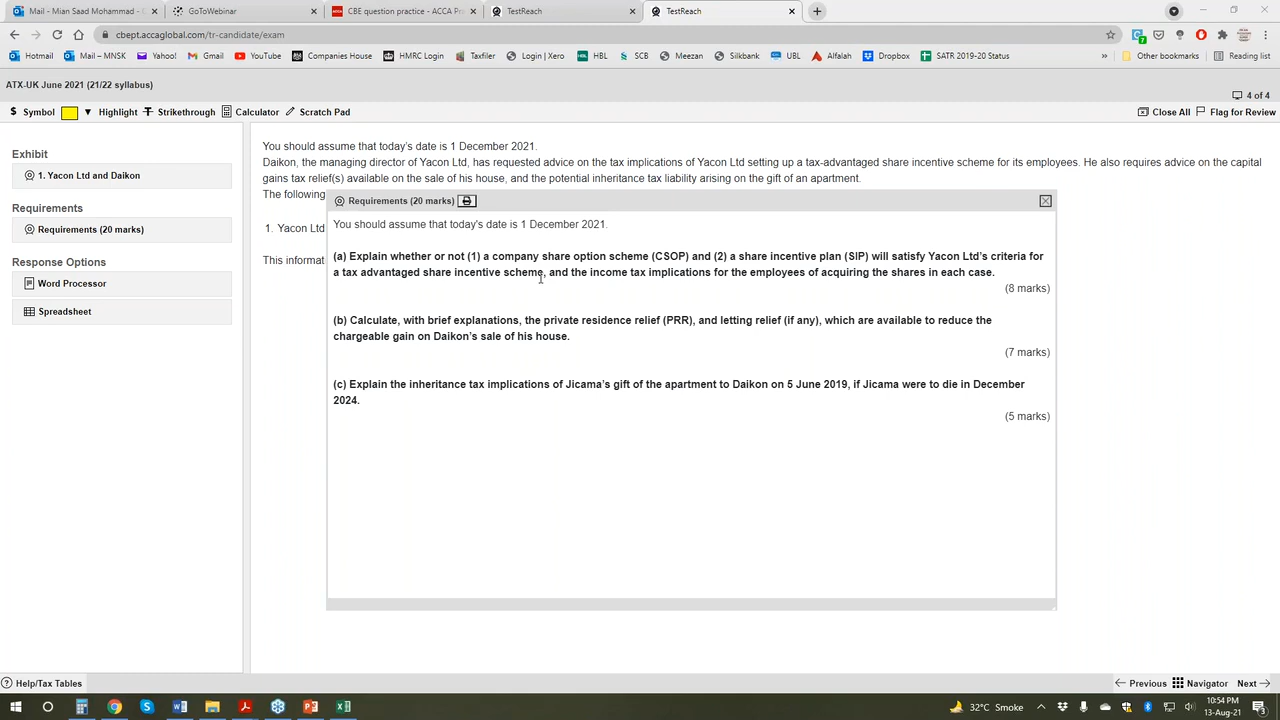 Mail - Mian Saad Mohammad - C
GoToWebinar
CBE question practice - ACCA Pro
TestReach
TestReach
cbept.accaglobal.com/tr-candidate/exam
Hotmail
Mail – MNSK
Yahoo!
Gmail
YouTube
Companies House
HMRC Login
Taxfiler
Login | Xero
HBL
SCB
Meezan
Silkbank
UBL
Alfalah
Dropbox
SATR 2019-20 Status
Other bookmarks
Reading list
ATX-UK June 2021 (21/22 syllabus)
4 of 4
$ Symbol
Highlight
Strikethrough
Calculator
Scratch Pad
Close All
Flag for Review
Exhibit
1. Yacon Ltd and Daikon
Requirements
Requirements (20 marks)
Response Options
Word Processor
Spreadsheet
You should assume that today's date is 1 December 2021.
Daikon, the managing director of Yacon Ltd, has requested advice on the tax implications of Yacon Ltd setting up a tax-advantaged share incentive scheme for its employees. He also requires advice on the capital
gains tax relief(s) available on the sale of his house, and the potential inheritance tax liability arising on the gift of an apartment.
The following
1. Yacon Ltd
This informat
Requirements (20 marks)
You should assume that today's date is 1 December 2021.
(a) Explain whether or not (1) a company share option scheme (CSOP) and (2) a share incentive plan (SIP) will satisfy Yacon Ltd's criteria for
a tax advantaged share incentive scheme, and the income tax implications for the employees of acquiring the shares in each case.
(8 marks)
(b) Calculate, with brief explanations, the private residence relief (PRR), and letting relief (if any), which are available to reduce the
chargeable gain on Daikon's sale of his house.
(7 marks)
(c) Explain the inheritance tax implications of Jicama's gift of the apartment to Daikon on 5 June 2019, if Jicama were to die in December
2024.
(5 marks)
Help/Tax Tables
Previous
Navigator
Next
32°C Smoke
10:54 PM
13-Aug-21
3